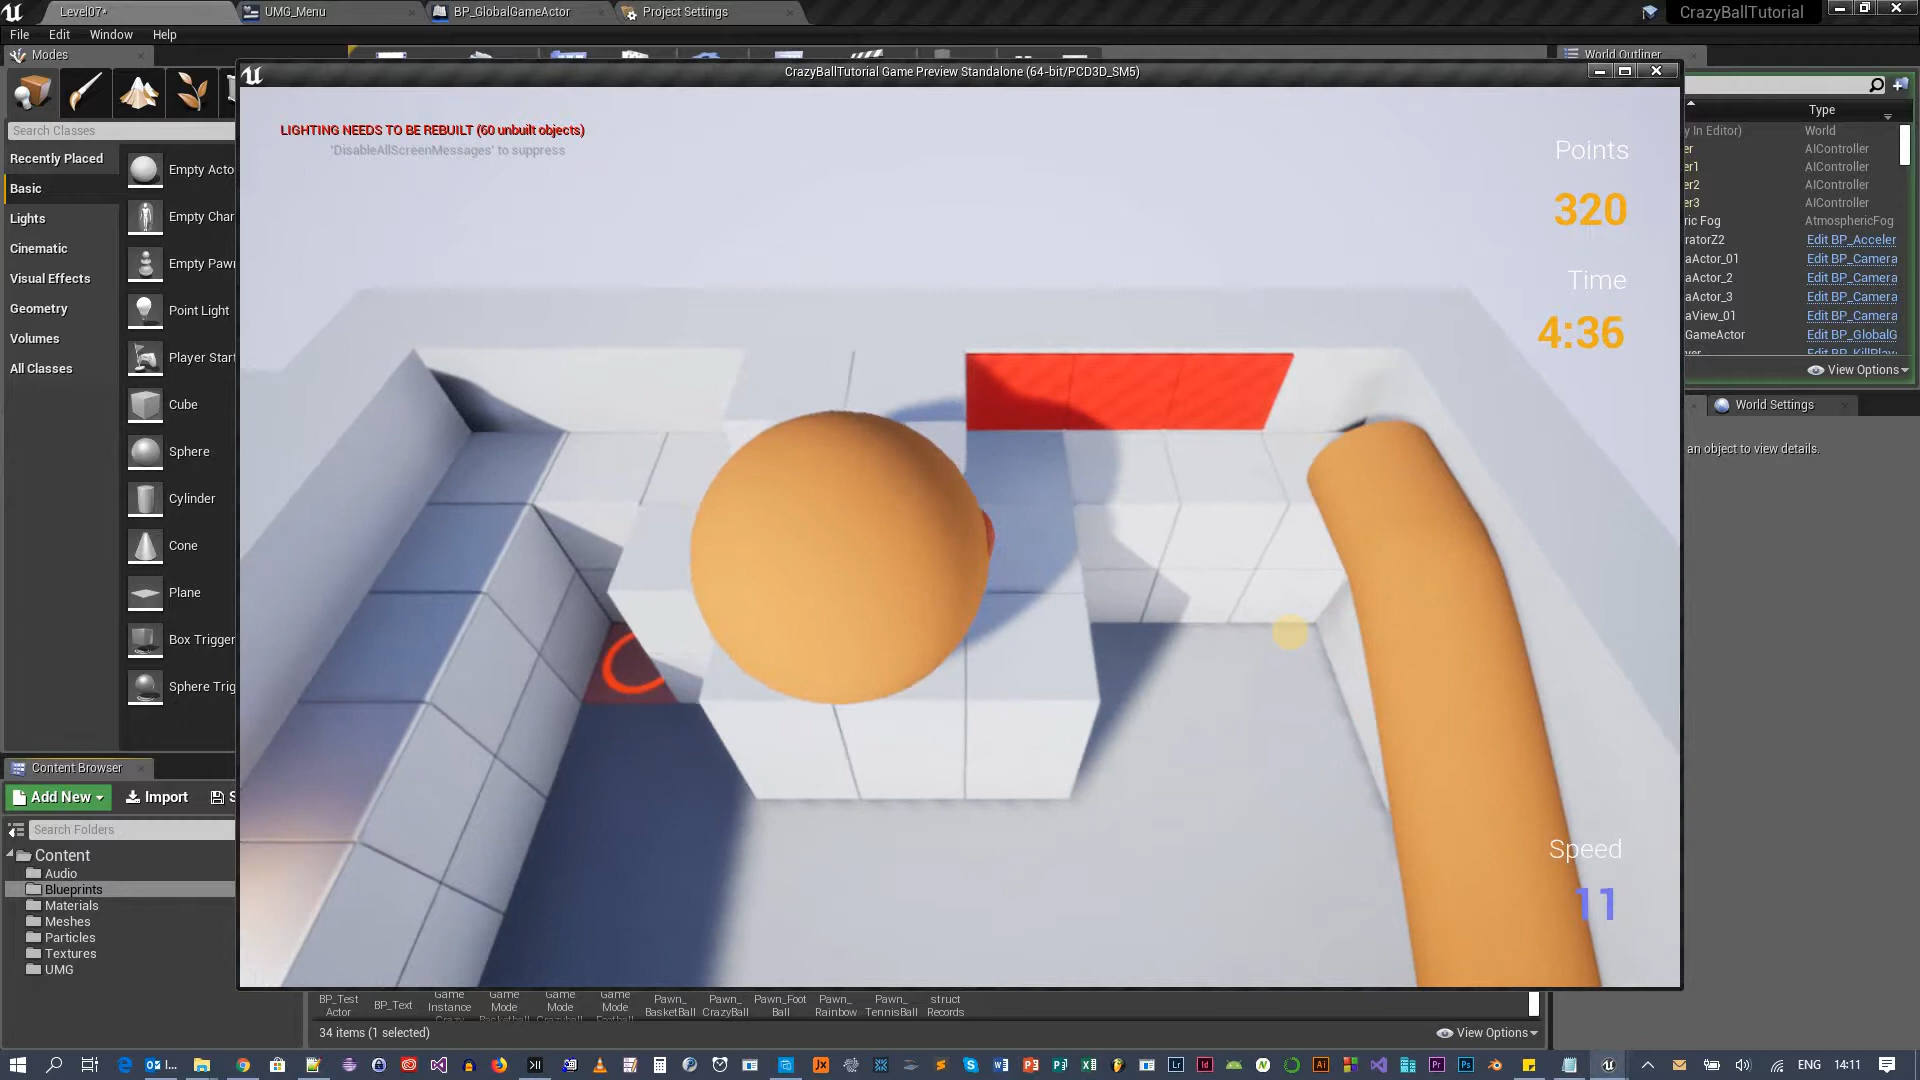 Level07*
UMG_Menu
BP_GlobalGameActor
Project Settings
CrazyBallTutorial
File
Edit
Window
Help
Modes
World Outliner
CrazyBallTutorial Game Preview Standalone (64-bit/PCD3D_SM5)
Search Classes
Type
LIGHTING NEEDS TO BE REBUILT (60 unbuilt objects)
'DisableAllScreenMessages' to suppress
Recently Placed
Basic
Lights
Cinematic
Visual Effects
Geometry
Volumes
All Classes
Empty Acto
Empty Char
Empty Pawn
Point Light
Player Start
Cube
Sphere
Cylinder
Cone
Plane
Box Trigger
Sphere Trig
Points
320
Time
4:36
Speed
11
y In Editor) World
er AIController
er1 AIController
er2 AIController
er3 AIController
ric Fog AtmosphericFog
ratorZ2 Edit BP_Acceler
aActor_01 Edit BP_Camera
aActor_2 Edit BP_Camera
aActor_3 Edit BP_Camera
aView_01 Edit BP_Camera
GameActor Edit BP_GlobalG
Edit BP_KillPlay
View Options
World Settings
an object to view details.
Content Browser
Add New
Import
S
Search Folders
Content
Audio
Blueprints
Materials
Meshes
Particles
Textures
UMG
BP_Test
Actor
BP_Text
Game
Instance
Game
Mode
Game
Mode
Game
Mode
Pawn_
BasketBall
Pawn_
CrazyBall
Pawn_Foot
Ball
Pawn_
Rainbow
Pawn_
TennisBall
struct
Records
34 items (1 selected)
View Options
ENG
14:11